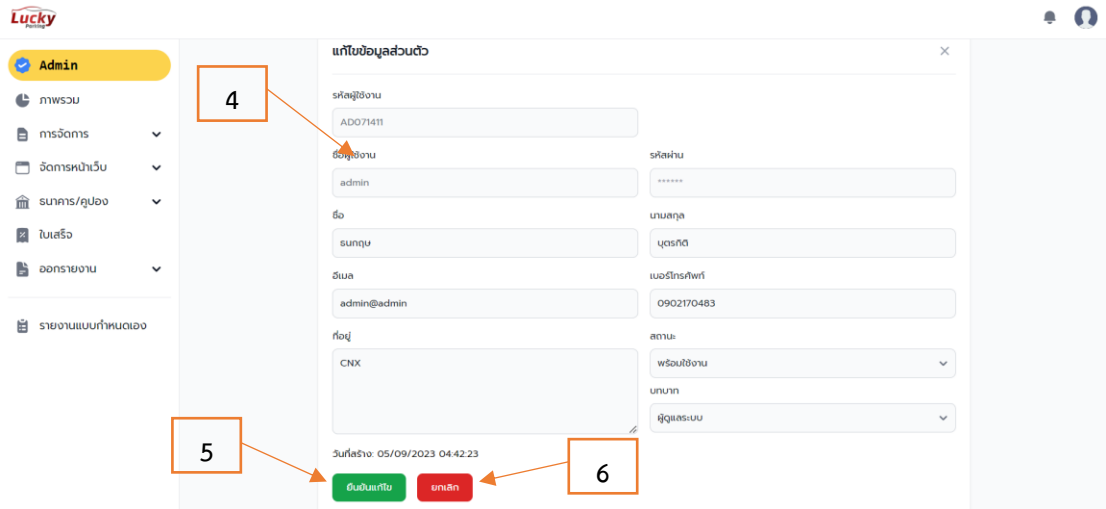 Lucky
Parking
Admin
ภาพรวม
การจัดการ
จัดการหน้าเว็บ
ธนาคาร/คูปอง
ใบเสร็จ
ออกรายงาน
รายงานแบบกำหนดเอง
แก้ไขข้อมูลส่วนตัว
4
รหัสผู้ใช้งาน
AD071411
ชื่อผู้ใช้งาน
รหัสผ่าน
admin
******
ชื่อ
นามสกุล
ธนกฤษ
บุตรกิติ
อีเมล
เบอร์โทรศัพท์
admin@admin
0902170483
ที่อยู่
สถานะ
CNX
พร้อมใช้งาน
บทบาท
ผู้ดูแลระบบ
วันที่สร้าง: 05/09/2023 04:42:23
5
6
ยืนยันแก้ไข
ยกเลิก